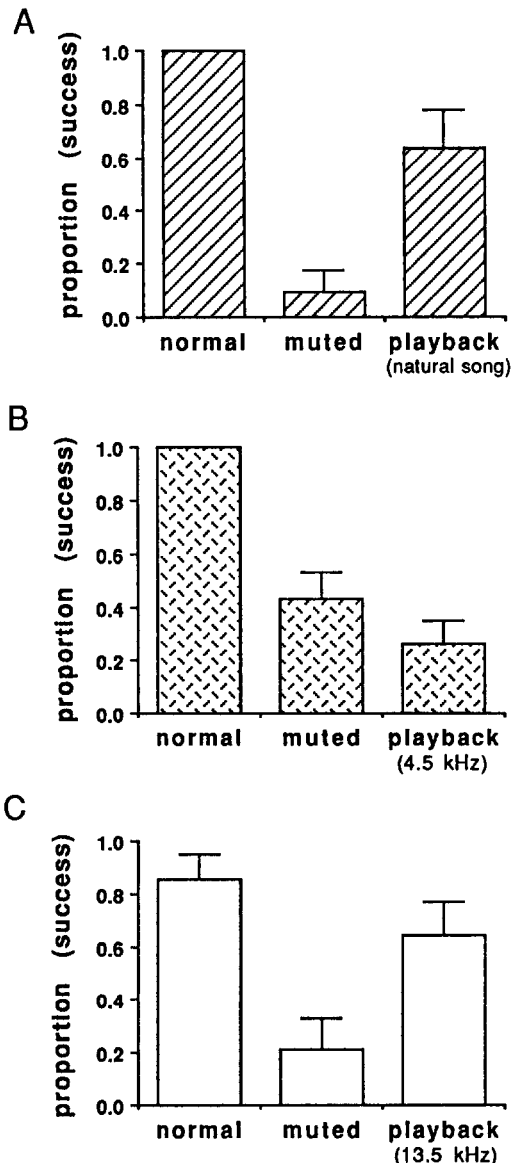 A
proportion (success)
1.0
0.8
0.6
0.4
0.2
0.0
normal muted playback
(natural song)
B
proportion (success)
1.0
0.8
0.6
0.4
0.2
0.0
normal muted playback
(4.5 kHz)
C
proportion (success)
1.0
0.8
0.6
0.4
0.2
0.0
normal muted playback
(13.5 kHz)